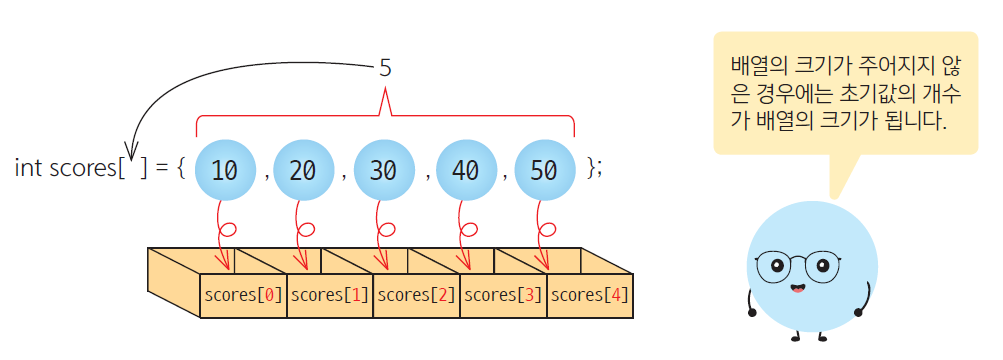 5
int scores[ ] = { 10 , 20 , 30 , 40 , 50 };
scores[0] scores[1] scores[2] scores[3] scores[4]
배열의 크기가 주어지지 않
은 경우에는 초기값의 개수
가 배열의 크기가 됩니다.